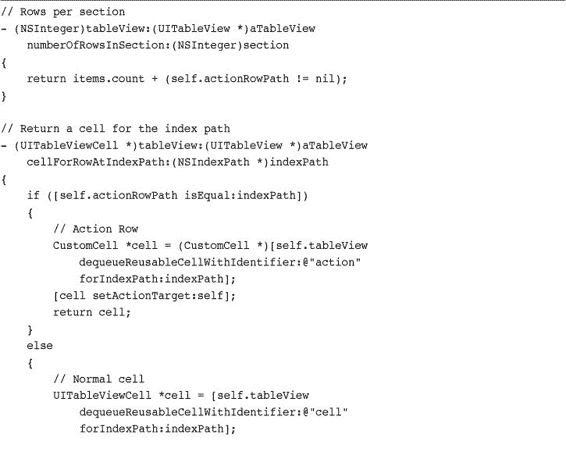 // Rows per section
- (NSInteger)tableView:(UITableView *)aTableView
    numberOfRowsInSection:(NSInteger)section
{
    return items.count + (self.actionRowPath != nil);
}

// Return a cell for the index path
- (UITableViewCell *)tableView:(UITableView *)aTableView
    cellForRowAtIndexPath:(NSIndexPath *)indexPath
{
    if ([self.actionRowPath isEqual:indexPath])
    {
        // Action Row
        CustomCell *cell = (CustomCell *)[self.tableView
            dequeueReusableCellWithIdentifier:@"action"
            forIndexPath:indexPath];
        [cell setActionTarget:self];
        return cell;
    }
    else
    {
        // Normal cell
        UITableViewCell *cell = [self.tableView
            dequeueReusableCellWithIdentifier:@"cell"
            forIndexPath:indexPath];